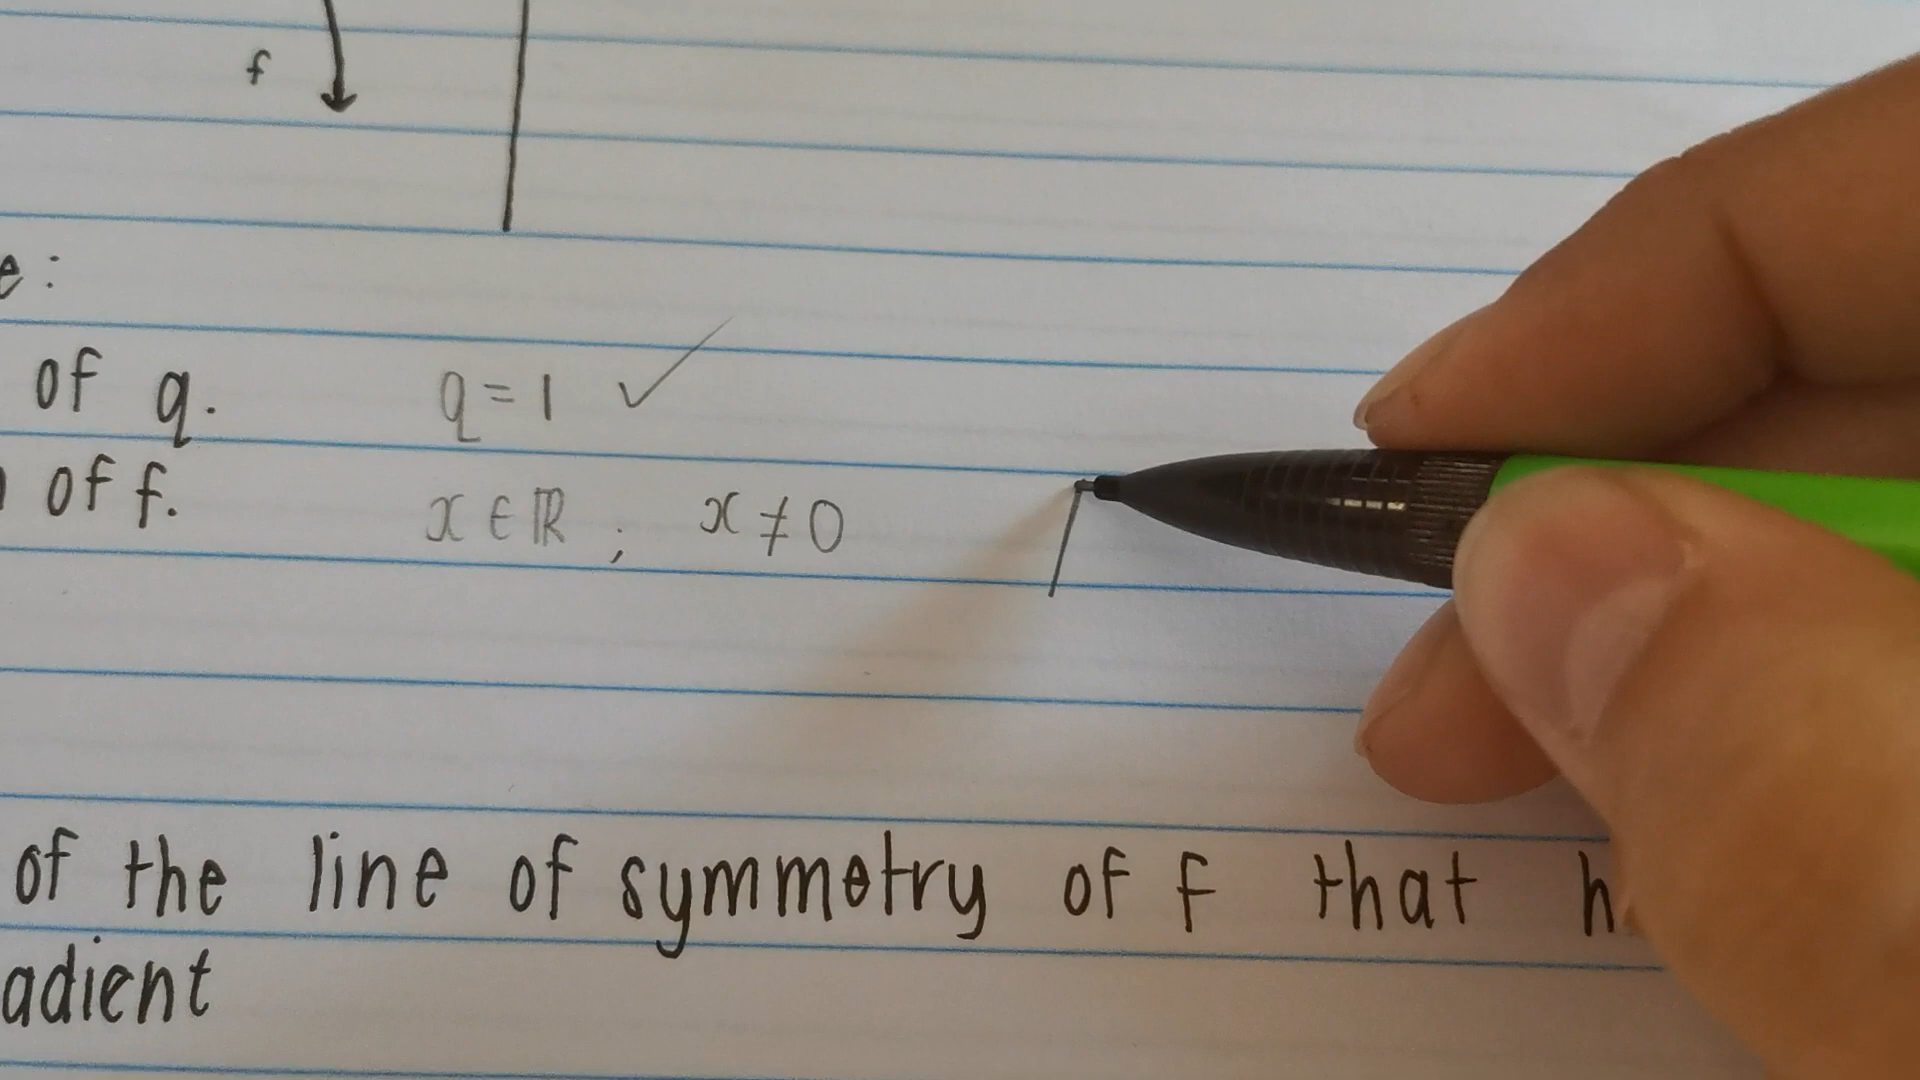 f
e:
of q. q = 1 ✓
of f. x ∈ ℝ ; x ≠ 0
of the line of symmetry of f that
adient